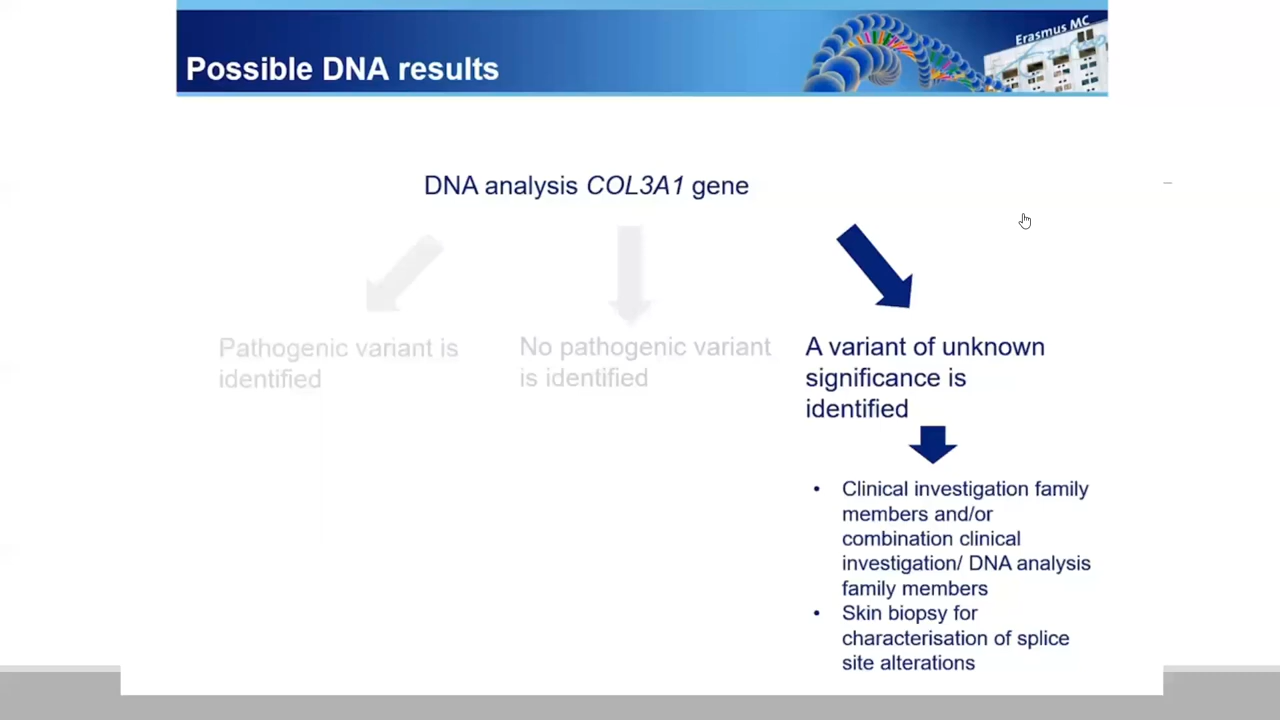 Possible DNA results
Erasmus MC
DNA analysis COL3A1 gene
Pathogenic variant is
identified
No pathogenic variant
is identified
A variant of unknown
significance is
identified
• Clinical investigation family
members and/or
combination clinical
investigation/ DNA analysis
family members
• Skin biopsy for
characterisation of splice
site alterations